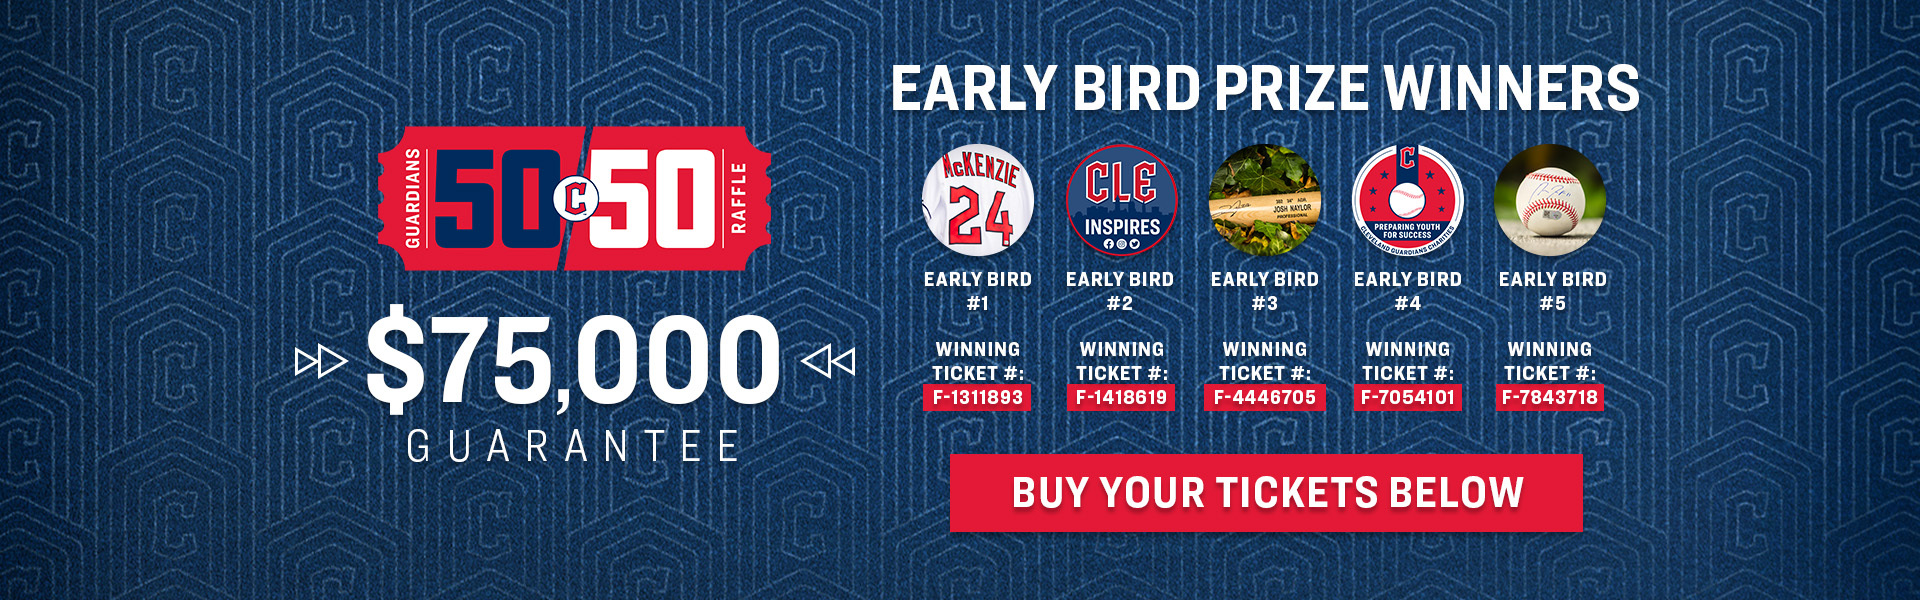 GUARDIANS
50
C
50
RAFFLE
$75,000
GUARANTEE
EARLY BIRD PRIZE WINNERS
McKENZIE
24
EARLY BIRD
#1
WINNING
TICKET #:
F-1311893
CLE
INSPIRES
EARLY BIRD
#2
WINNING
TICKET #:
F-1418619
JOSH NAYLOR
PROFESSIONAL
EARLY BIRD
#3
WINNING
TICKET #:
F-4446705
C
PREPARING YOUTH
FOR SUCCESS
CLEVELAND GUARDIANS CHARITIES
EARLY BIRD
#4
WINNING
TICKET #:
F-7054101
EARLY BIRD
#5
WINNING
TICKET #:
F-7843718
BUY YOUR TICKETS BELOW